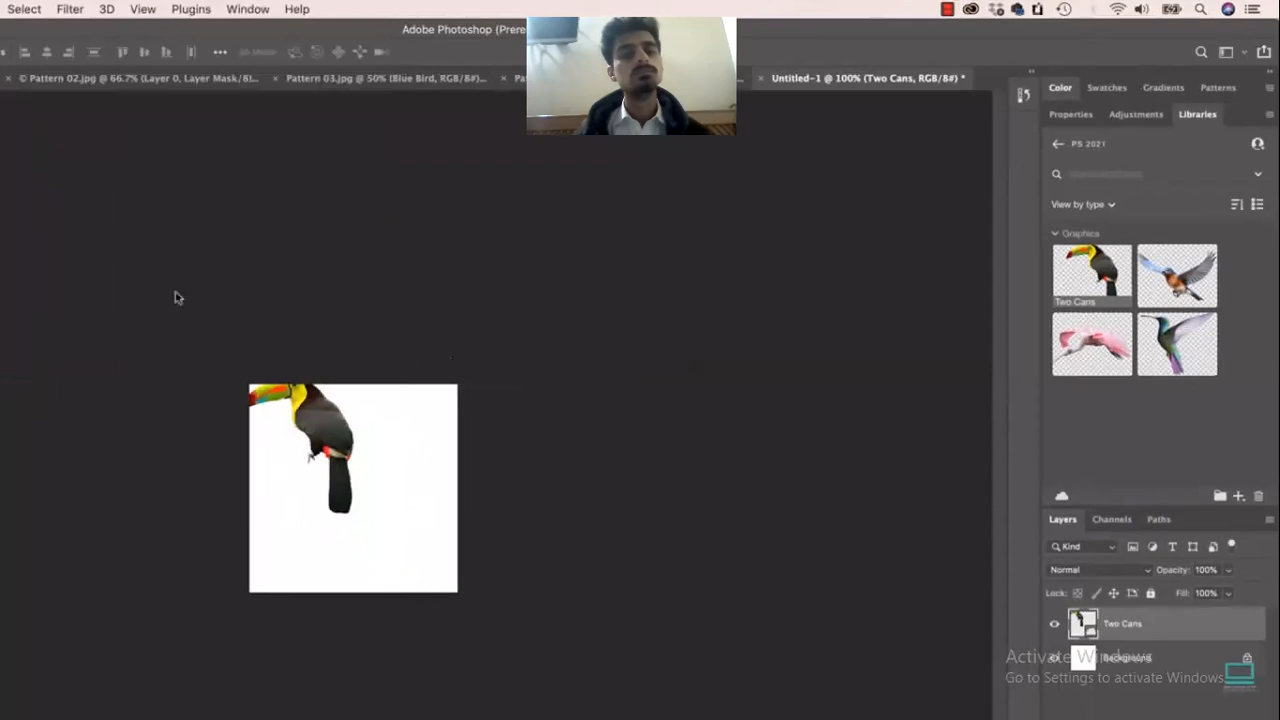 Select Filter 3D View Plugins Window Help
Adobe Photoshop (Prere
© Pattern 02.jpg @ 66.7% (Layer 0, Layer Mask/8)...
Pattern 03.jpg @ 50% (Blue Bird, RGB/8#)...
Untitled-1 @ 100% (Two Cans, RGB/8#) *
Color Swatches Gradients Patterns
Properties Adjustments Libraries
PS 2021
View by type
Graphics
Two Cans
Layers Channels Paths
Kind
Normal Opacity: 100%
Lock: Fill: 100%
Two Cans
Background
Activate Windows
Go to Settings to activate Windows.